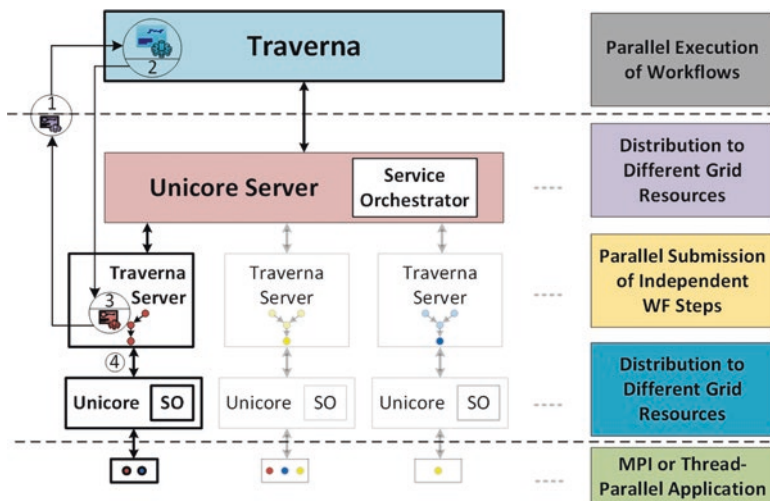 Traverna
Parallel Execution
of Workflows
1
2
Unicore Server
Service
Orchestrator
.....
Distribution to
Different Grid
Resources
Traverna
Server
3
Traverna
Server
Traverna
Server
.....
Parallel Submission
of Independent
WF Steps
4
Unicore
SO
Unicore
SO
Unicore
SO
.....
Distribution to
Different Grid
Resources
.....
MPI or Thread-
Parallel Application